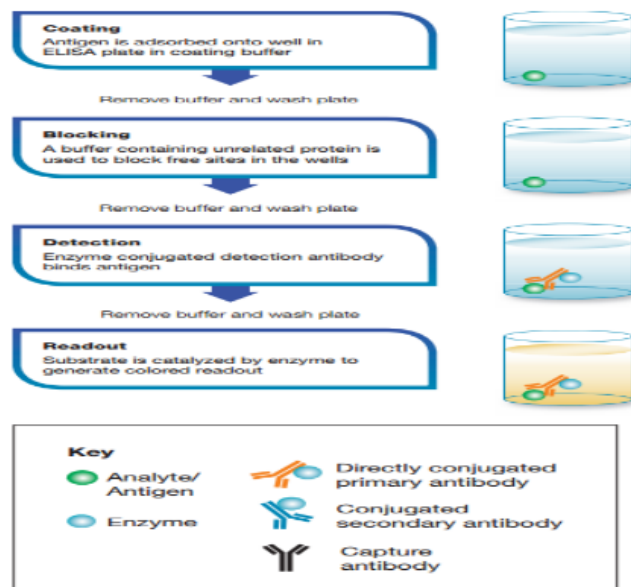 Coating
Antigen is adsorbed onto well in
ELISA plate in coating buffer
Remove buffer and wash plate
Blocking
A buffer containing unrelated protein is
used to block free sites in the wells
Remove buffer and wash plate
Detection
Enzyme conjugated detection antibody
binds antigen
Remove buffer and wash plate
Readout
Substrate is catalyzed by enzyme to
generate colored readout
Key
Analyte/
Antigen
Enzyme
Directly conjugated
primary antibody
Conjugated
secondary antibody
Capture
antibody